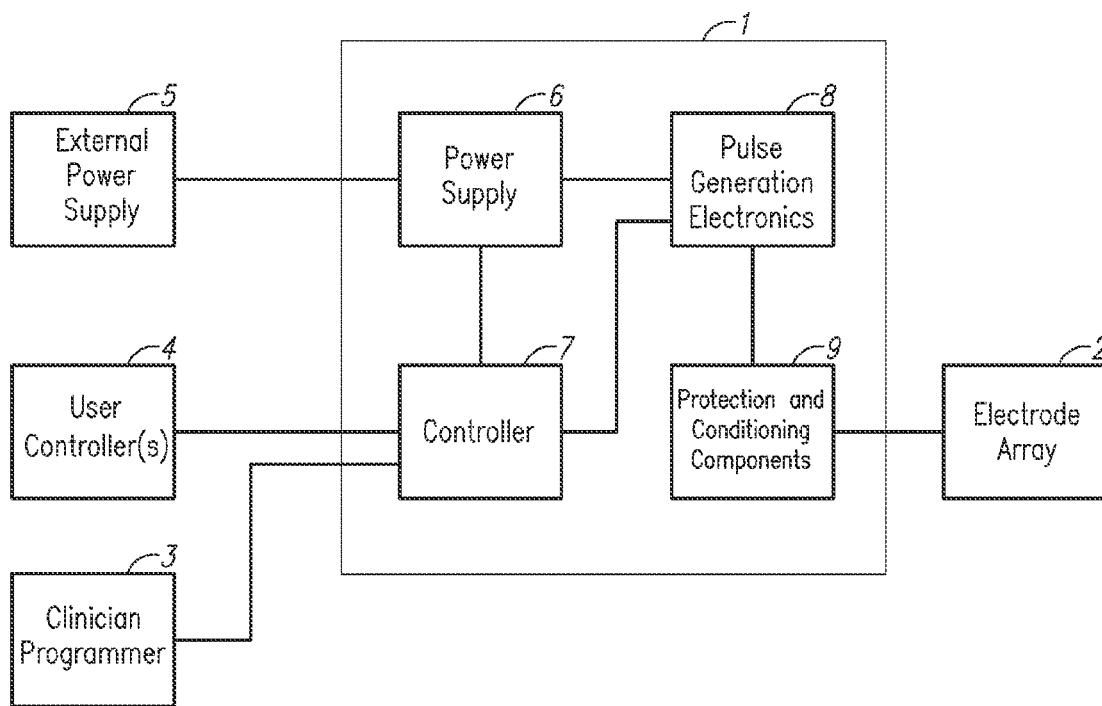 1
5
External
Power
Supply
6
Power
Supply
8
Pulse
Generation
Electronics
4
User
Controller(s)
7
Controller
9
Protection and
Conditioning
Components
2
Electrode
Array
3
Clinician
Programmer